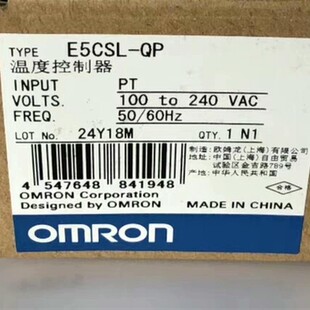 TYPE E5CSL-QP
温度控制器
INPUT PT
VOLTS. 100 to 240 VAC
FREQ. 50/60Hz
LOT No. 24Y18M QTY. 1 N1
制造:欧姆龙(上海)有限公司
地址:中国(上海)自由贸易
试验区金吉路789号
产地:中华人民共和国
合格
4 547648 841948
OMRON Corporation
Designed by OMRON
MADE IN CHINA
OMRON